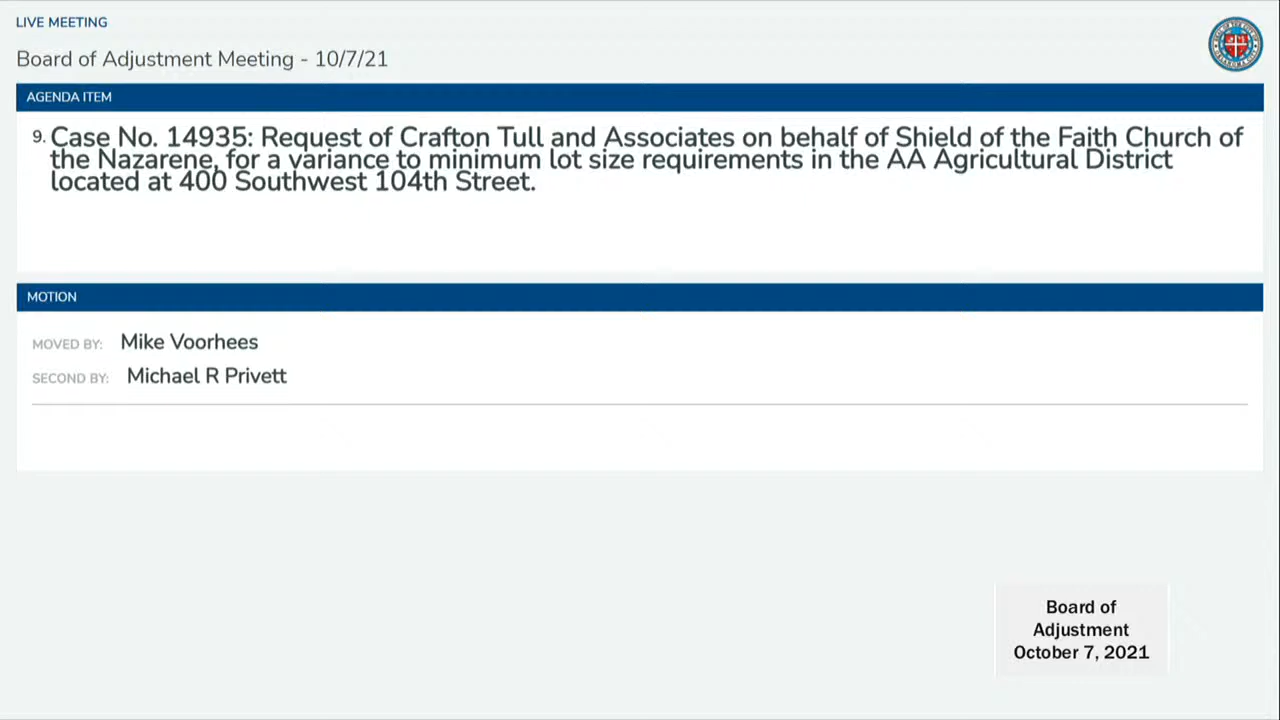 LIVE MEETING
Board of Adjustment Meeting - 10/7/21
AGENDA ITEM
9. Case No. 14935: Request of Crafton Tull and Associates on behalf of Shield of the Faith Church of
the Nazarene, for a variance to minimum lot size requirements in the AA Agricultural District
located at 400 Southwest 104th Street.
MOTION
MOVED BY: Mike Voorhees
SECOND BY: Michael R Privett
Board of
Adjustment
October 7, 2021